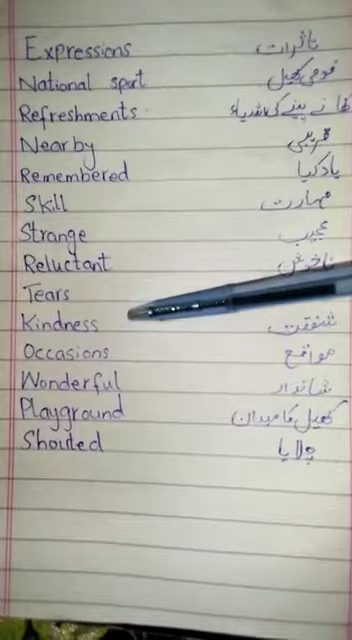 Expressions تاثرات
National sport قومی کھیل
Refreshments کھانے پینے کی اشیاء
Nearby قریبی
Remembered یاد کیا
Skill مہارت
Strange عجیب
Reluctant ناخوش
Tears
Kindness شفقت
Occasions مواقع
Wonderful شاندار
Playground کھیل کا میدان
Shouted چلایا